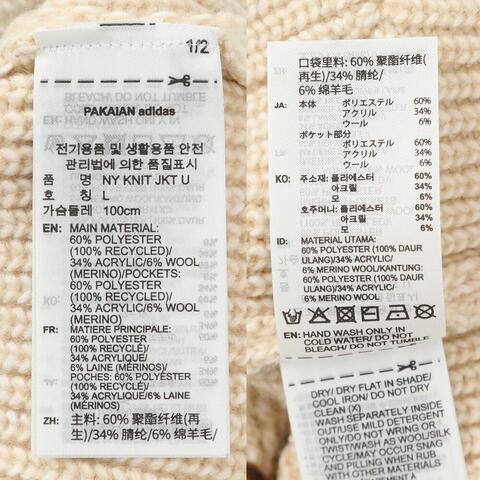 1/2
PAKAIAN adidas
전기용품 및 생활용품 안전
관리법에 의한 품질표시
품 명 NY KNIT JKT U
호 칭 L
가슴둘레 100cm
EN: MAIN MATERIAL:
60% POLYESTER
(100% RECYCLED)/
34% ACRYLIC/6% WOOL
(MERINO)/POCKETS:
60% POLYESTER
(100% RECYCLED)/
34% ACRYLIC/6% WOOL
(MERINO)
FR: MATIERE PRINCIPALE:
60% POLYESTER
(100% RECYCLÉ)/
34% ACRYLIQUE/
6% LAINE (MÉRINOS)/
POCHES: 60% POLYESTER
(100% RECYCLÉ)/
34% ACRYLIQUE/6% LAINE
(MÉRINOS)
ZH: 主料: 60% 聚酯纤维(再
生)/34% 腈纶/6% 绵羊毛/
口袋里料: 60% 聚酯纤维(
再生)/34% 腈纶/
6% 绵羊毛
JA: 本体 ポリエステル 60%
アクリル 34%
ウール 6%
ポケット部分
ポリエステル 60%
アクリル 34%
ウール 6%
KO: 주소재: 폴리에스터 60%
아크릴 34%
모 6%
호주머니: 폴리에스터 60%
아크릴 34%
모 6%
ID: MATERIAL UTAMA:
60% POLYESTER (100% DAUR
ULANG)/34% ACRYLIC/
6% MERINO WOOL/KANTUNG:
60% POLYESTER (100% DAUR
ULANG)/34% ACRYLIC/
6% MERINO WOOL
EN: HAND WASH ONLY IN
COLD WATER/ DO NOT
BLEACH/ DO NOT TUMBLE
DRY/ DRY FLAT IN SHADE/
COOL IRON/ DO NOT DRY
CLEAN (X)
WASH SEPARATELY INSIDE
OUT/ USE MILD DETERGENT
ONLY/ DO NOT WRING OR
TWIST/WASH AS WOOL/SILK
CYCLE/MAY OCCUR SNAG
AND PILLING WHEN RUB
WITH OTHER MATERIALS